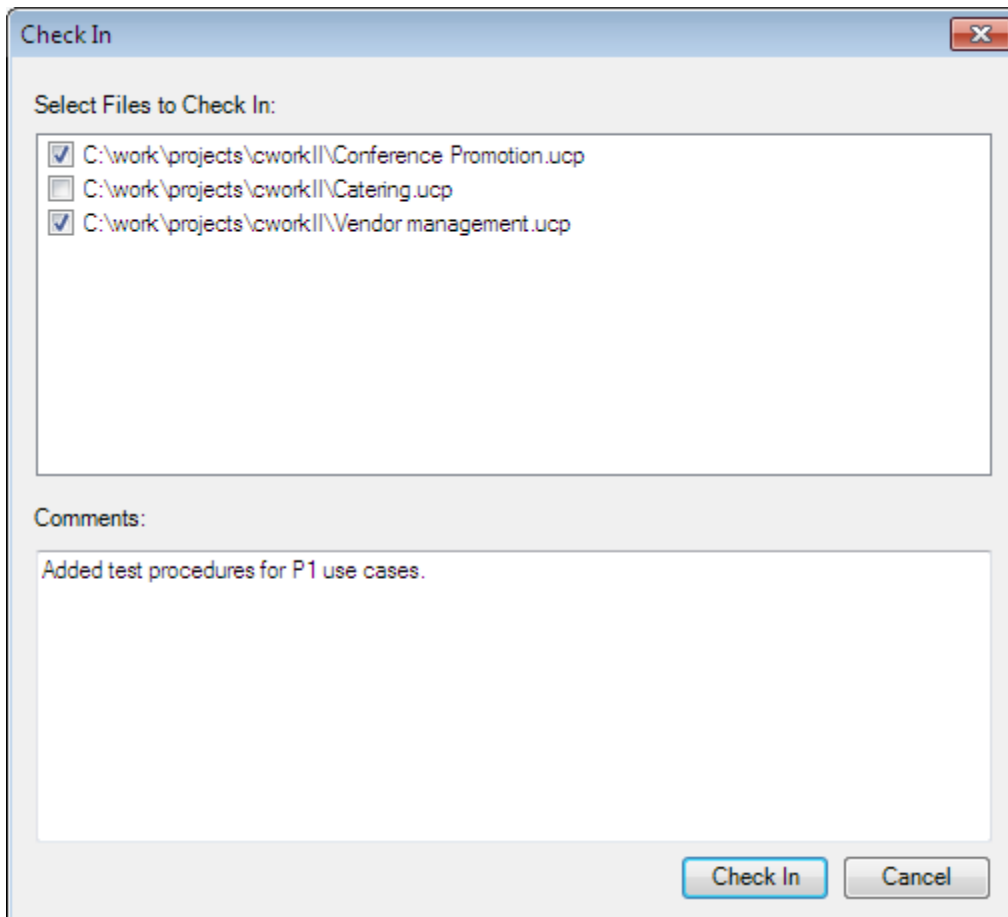 Check In
Select Files to Check In:
C:\work\projects\cworkII\Conference Promotion.ucp
C:\work\projects\cworkII\Catering.ucp
C:\work\projects\cworkII\Vendor management.ucp
Comments:
Added test procedures for P1 use cases.
Check In
Cancel